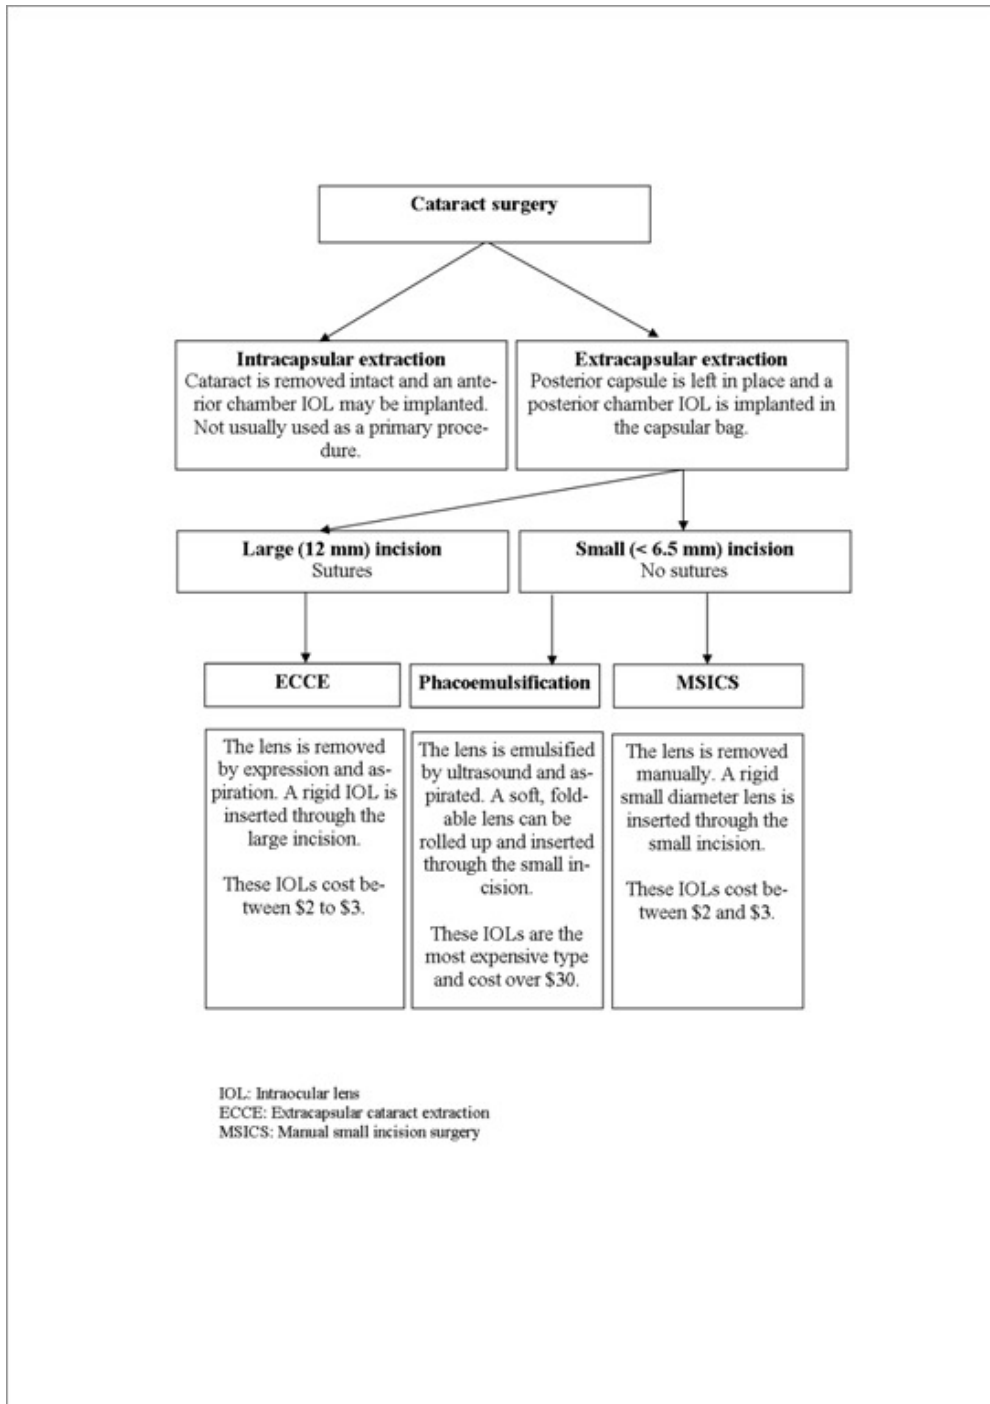 Cataract surgery
Intracapsular extraction
Cataract is removed intact and an ante-
rior chamber IOL may be implanted.
Not usually used as a primary proce-
dure.
Extracapsular extraction
Posterior capsule is left in place and a
posterior chamber IOL is implanted in
the capsular bag.
Large (12 mm) incision
Sutures
Small (< 6.5 mm) incision
No sutures
ECCE
Phacoemulsification
MSICS
The lens is removed
by expression and as-
piration. A rigid IOL is
inserted through the
large incision.
These IOLs cost be-
tween $2 to $3.
The lens is emulsified
by ultrasound and as-
pirated. A soft, fold-
able lens can be
rolled up and inserted
through the small in-
cision.
These IOLs are the
most expensive type
and cost over $30.
The lens is removed
manually. A rigid
small diameter lens is
inserted through the
small incision.
These IOLs cost be-
tween $2 and $3.
IOL: Intraocular lens
ECCE: Extracapsular cataract extraction
MSICS: Manual small incision surgery